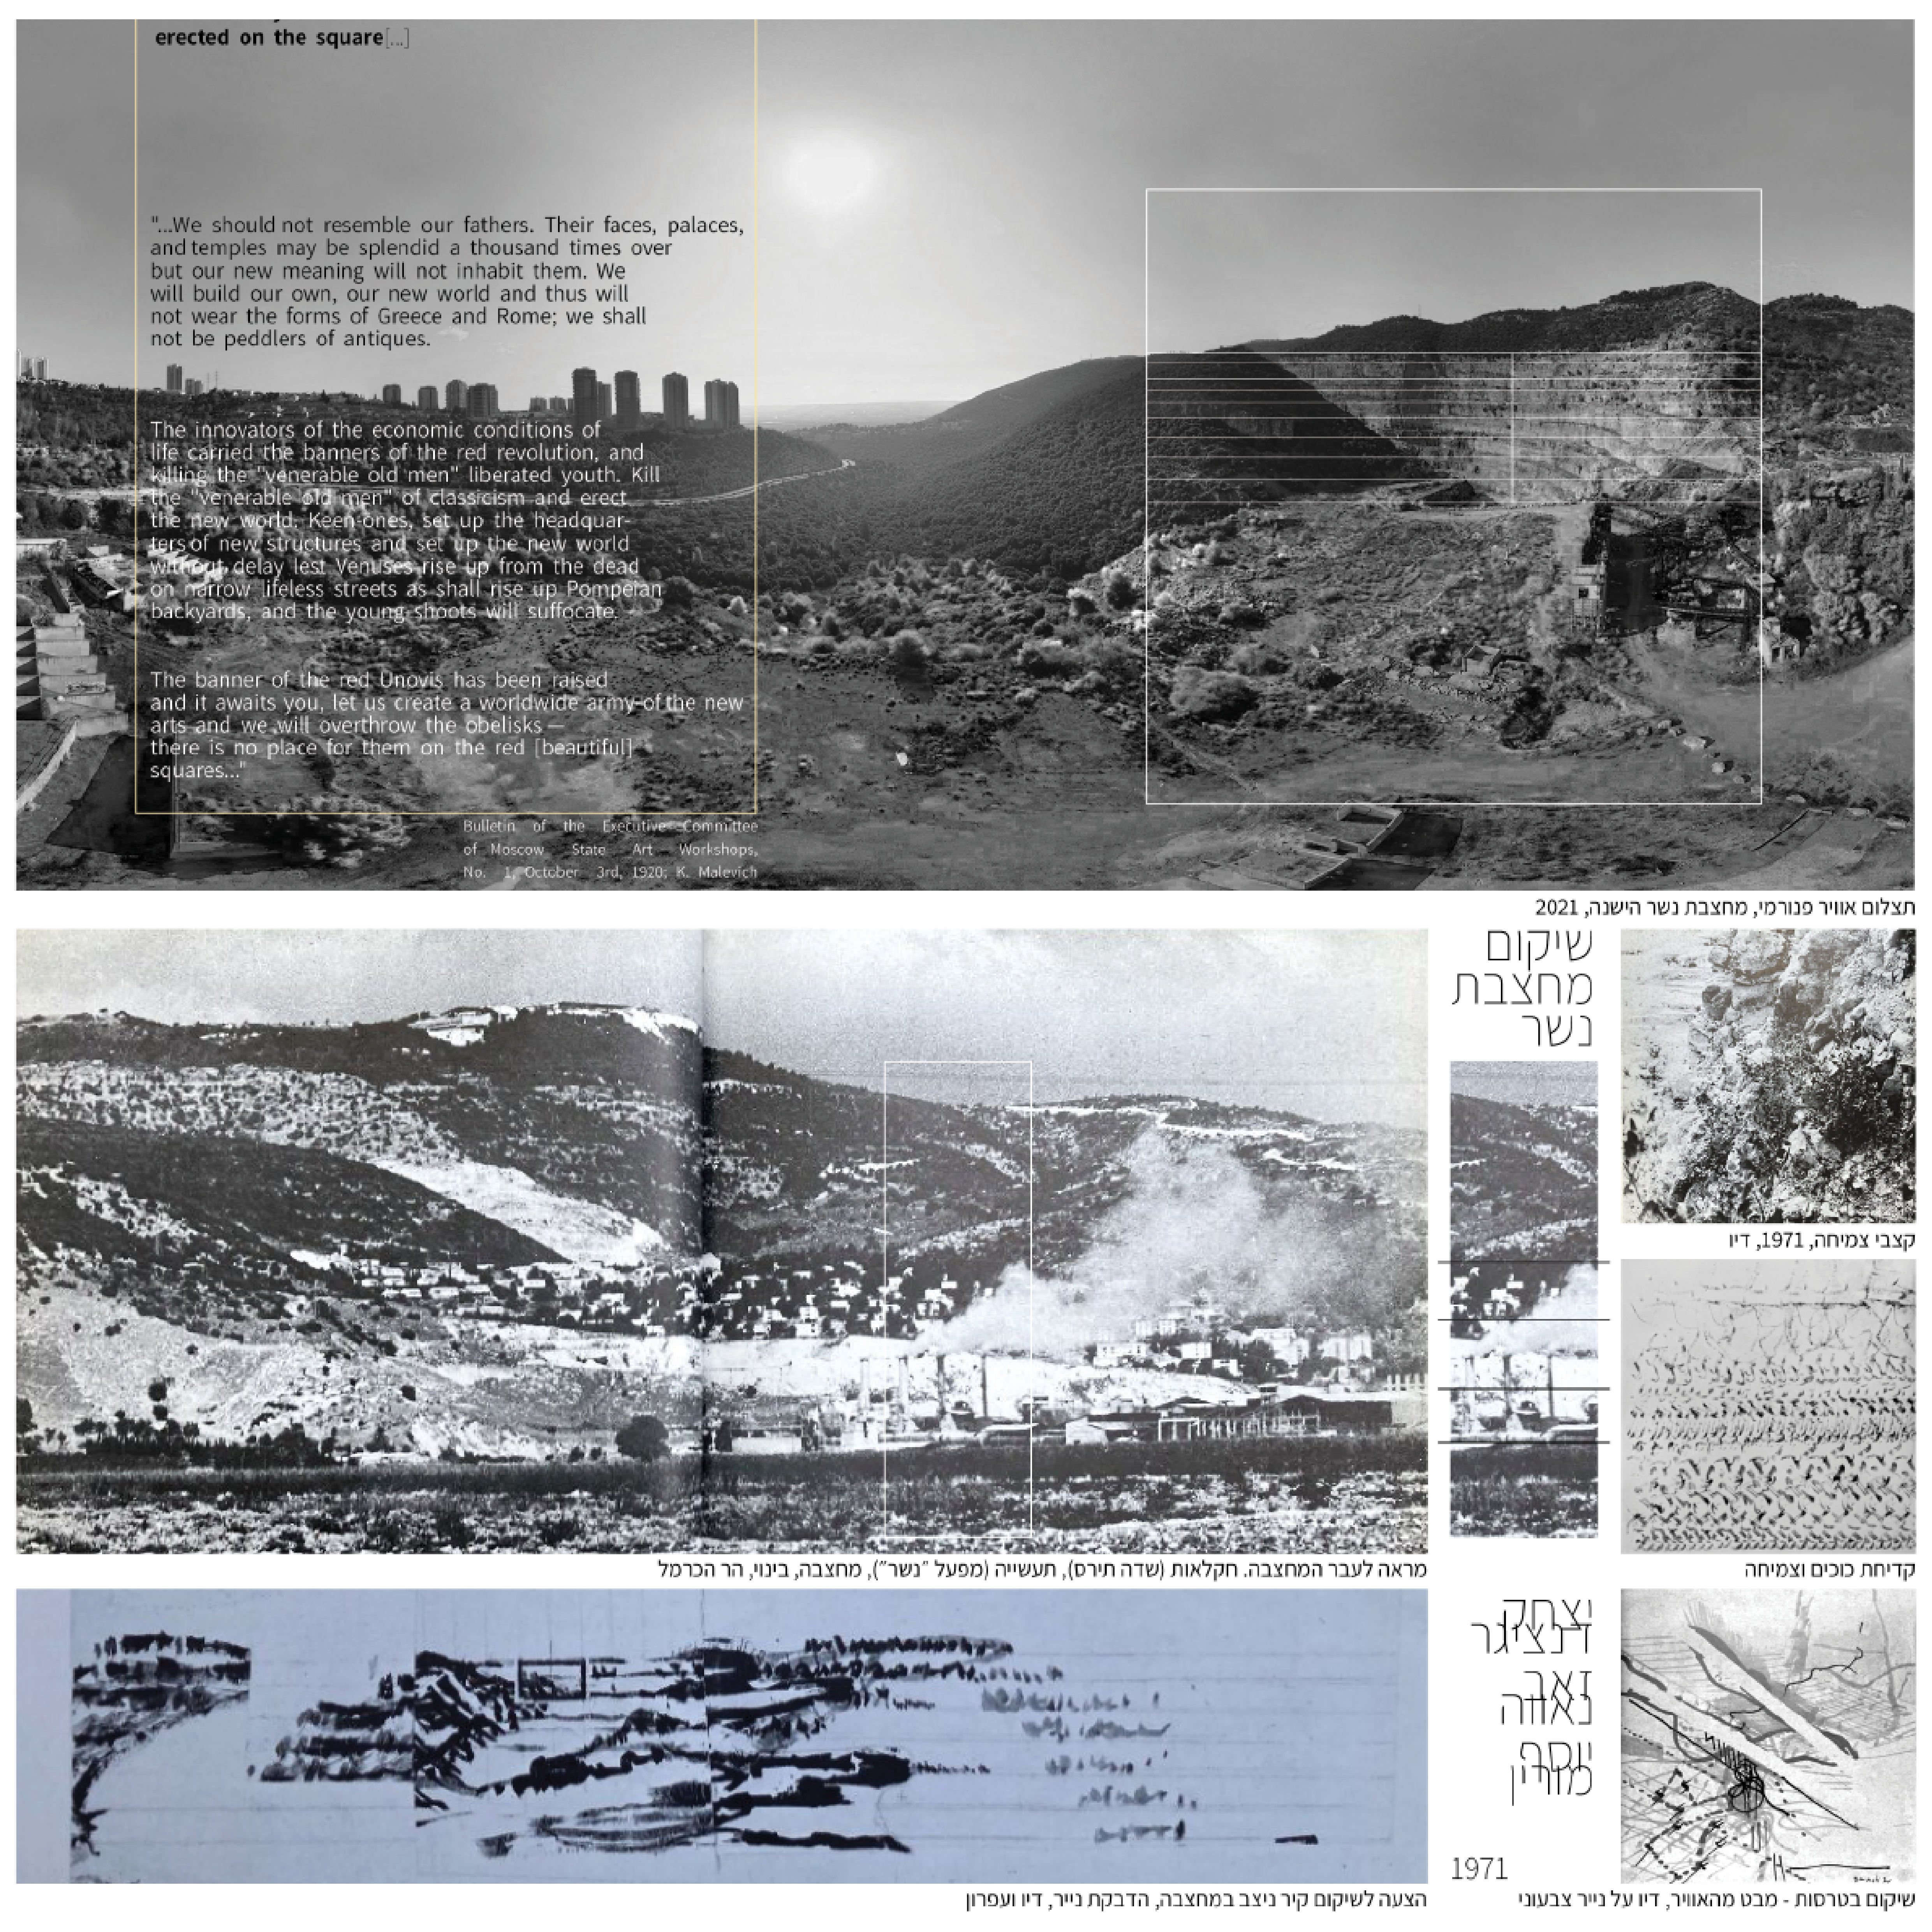 erected on the square[...]
"...We should not resemble our fathers. Their faces, palaces,
and temples may be splendid a thousand times over
but our new meaning will not inhabit them. We
will build our own, our new world and thus will
not wear the forms of Greece and Rome; we shall
not be peddlers of antiques.
The innovators of the economic conditions of
life carried the banners of the red revolution, and
killing the "venerable old men" liberated youth. Kill
the "venerable old men" of classicism and erect
the new world. Keen-ones, set up the headquar-
ters of new structures and set up the new world
without delay lest Venuses rise up from the dead
on narrow lifeless streets as shall rise up Pompeian
backyards, and the young shoots will suffocate.
The banner of the red Unovis has been raised
and it awaits you, let us create a worldwide army of the new
arts and we will overthrow the obelisks —
there is no place for them on the red [beautiful]
squares..."
Bulletin of the Executive Committee
of Moscow State Art Workshops,
No. 1, October 3rd, 1920; K. Malevich
תצלום אוויר פנורמי, מחצבת נשר הישנה, 2021
שיקום
מחצבת
נשר
קצבי צמיחה, 1971, דיו
קדיחת כוכים וצמיחה
מראה לעבר המחצבה. חקלאות (שדה תירס), תעשייה (מפעל "נשר"), מחצבה, בינוי, הר הכרמל
יצחק
דנציגר
זאב
נאווה
יוסף
מורין
1971
שיקום בטרסות - מבט מהאוויר, דיו על נייר צבעוני
הצעה לשיקום קיר ניצב במחצבה, הדבקת נייר, דיו ועפרון